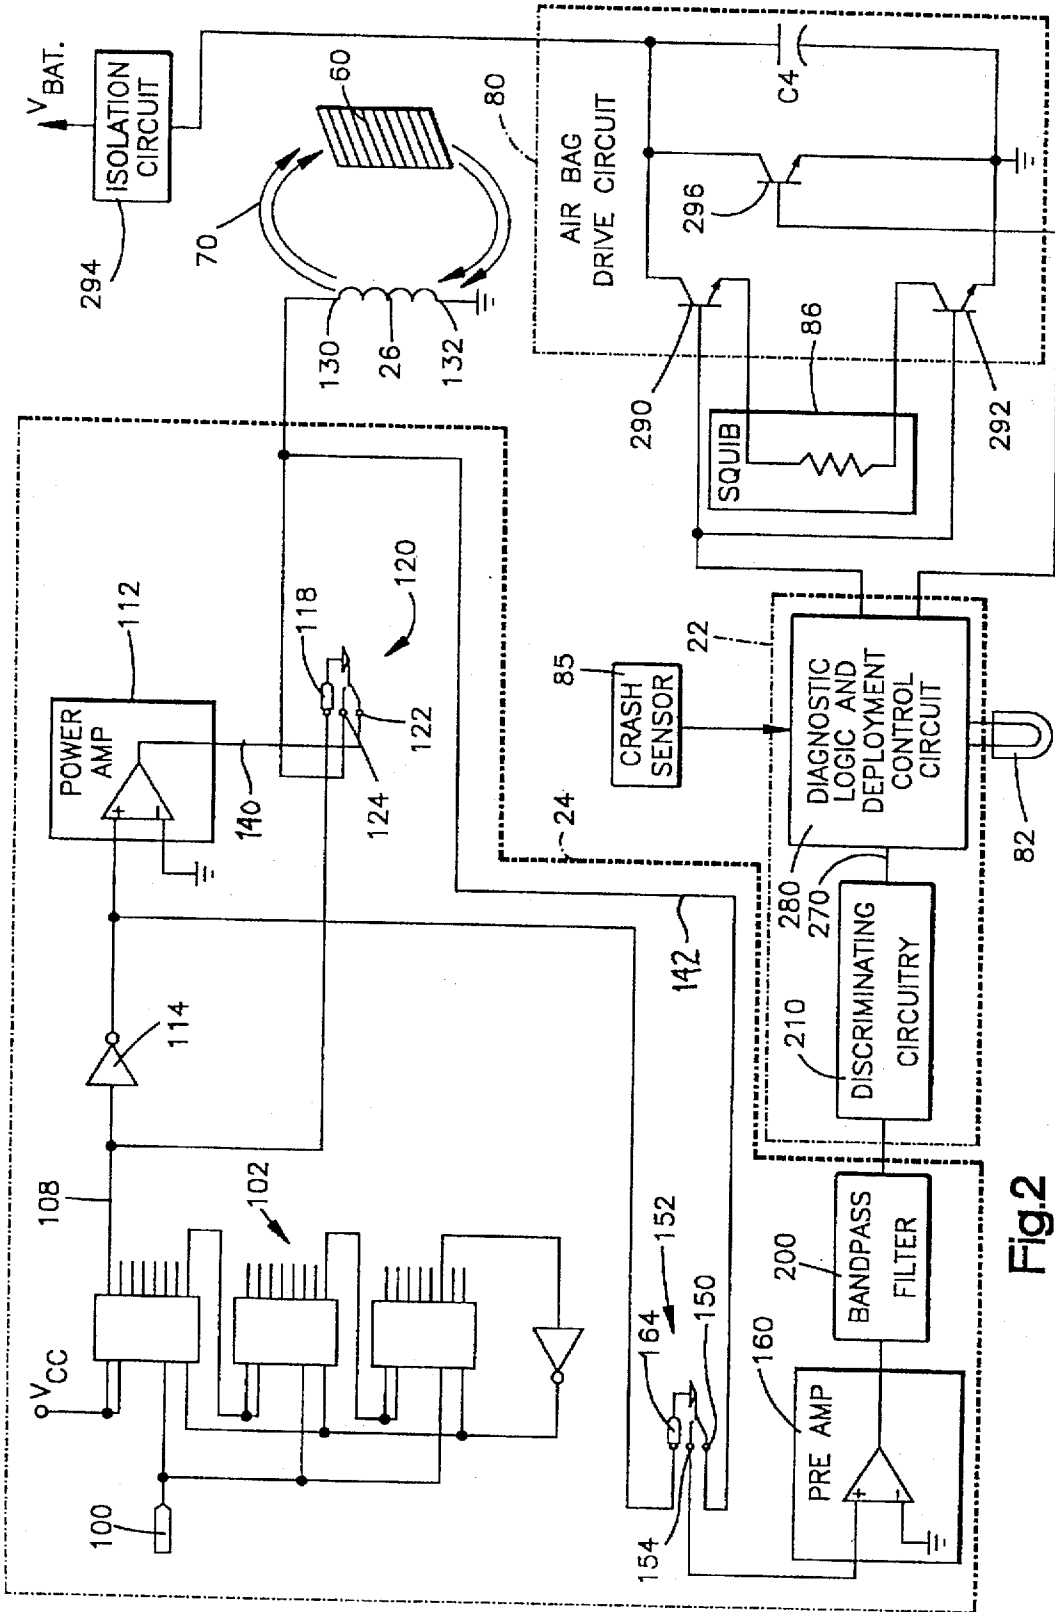 V BAT.
ISOLATION
CIRCUIT
294
70
60
130
26
132
80
AIR BAG
DRIVE CIRCUIT
C4
296
290
86
SQUIB
292
112
POWER
AMP
+
-
140
118
120
124
122
114
108
102
VCC
100
24
142
CRASH
SENSOR
85
22
DIAGNOSTIC
LOGIC AND
DEPLOYMENT
CONTROL
CIRCUIT
280
270
82
210
DISCRIMINATING
CIRCUITRY
200
BANDPASS
FILTER
152
164
150
154
160
PRE AMP
+
-
Fig.2